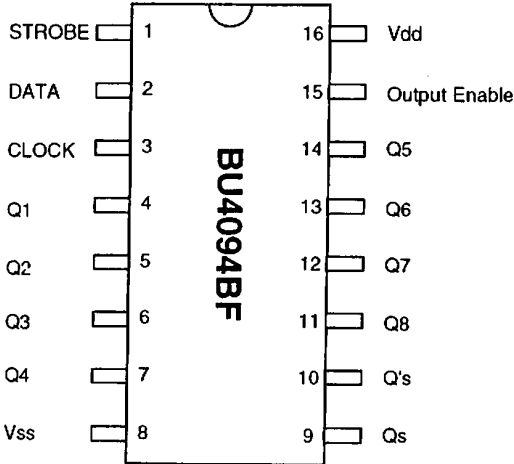 STROBE 1 16 Vdd
DATA 2 15 Output Enable
CLOCK 3 14 Q5
Q1 4 13 Q6
Q2 5 12 Q7
Q3 6 11 Q8
Q4 7 10 Q's
Vss 8 9 Qs
BU4094BF